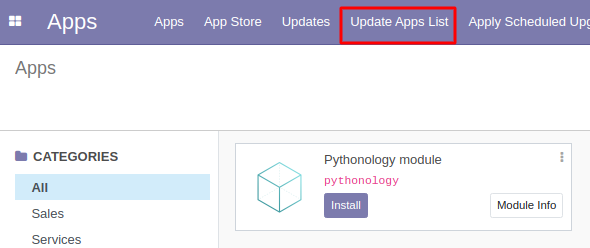 Apps Apps App Store Updates Update Apps List Apply Scheduled Upg
Apps
CATEGORIES
All
Sales
Services
Pythonology module
pythonology
Install Module Info